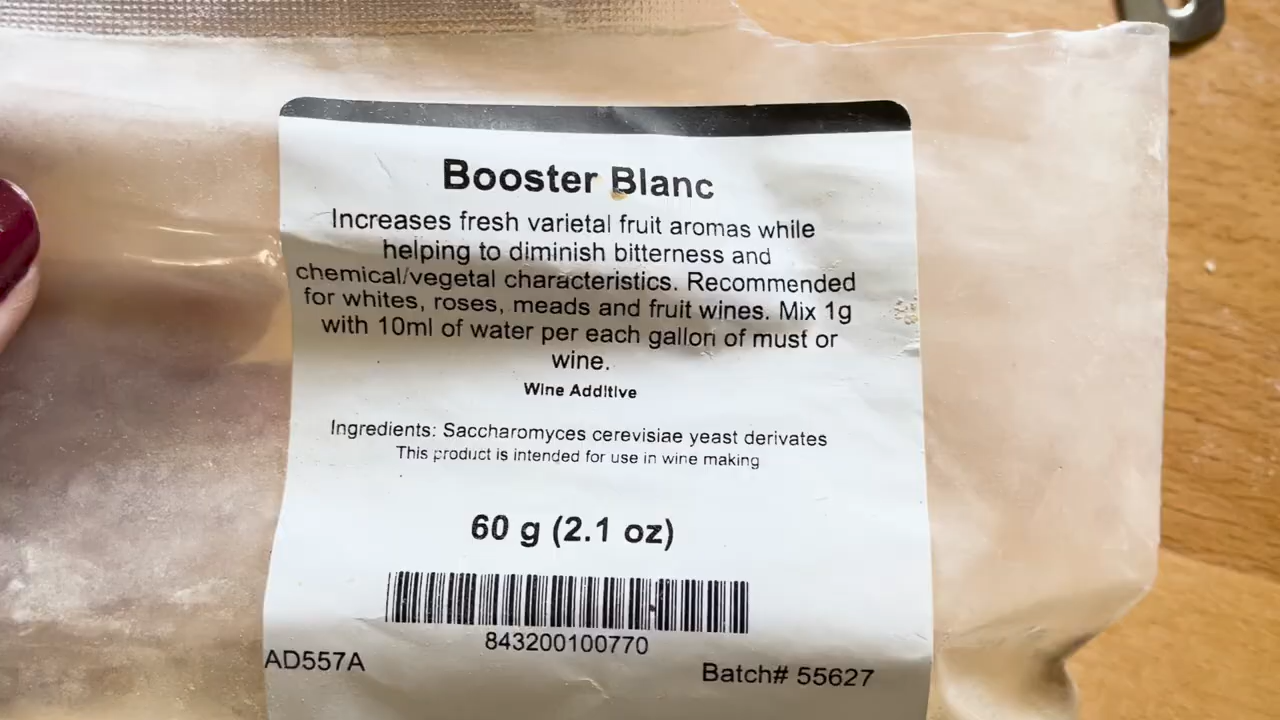 Booster Blanc
Increases fresh varietal fruit aromas while
helping to diminish bitterness and
chemical/vegetal characteristics. Recommended
for whites, roses, meads and fruit wines. Mix 1g
with 10ml of water per each gallon of must or
wine.
Wine Additive
Ingredients: Saccharomyces cerevisiae yeast derivates
This product is intended for use in wine making
60 g (2.1 oz)
843200100770
AD557A
Batch# 55627